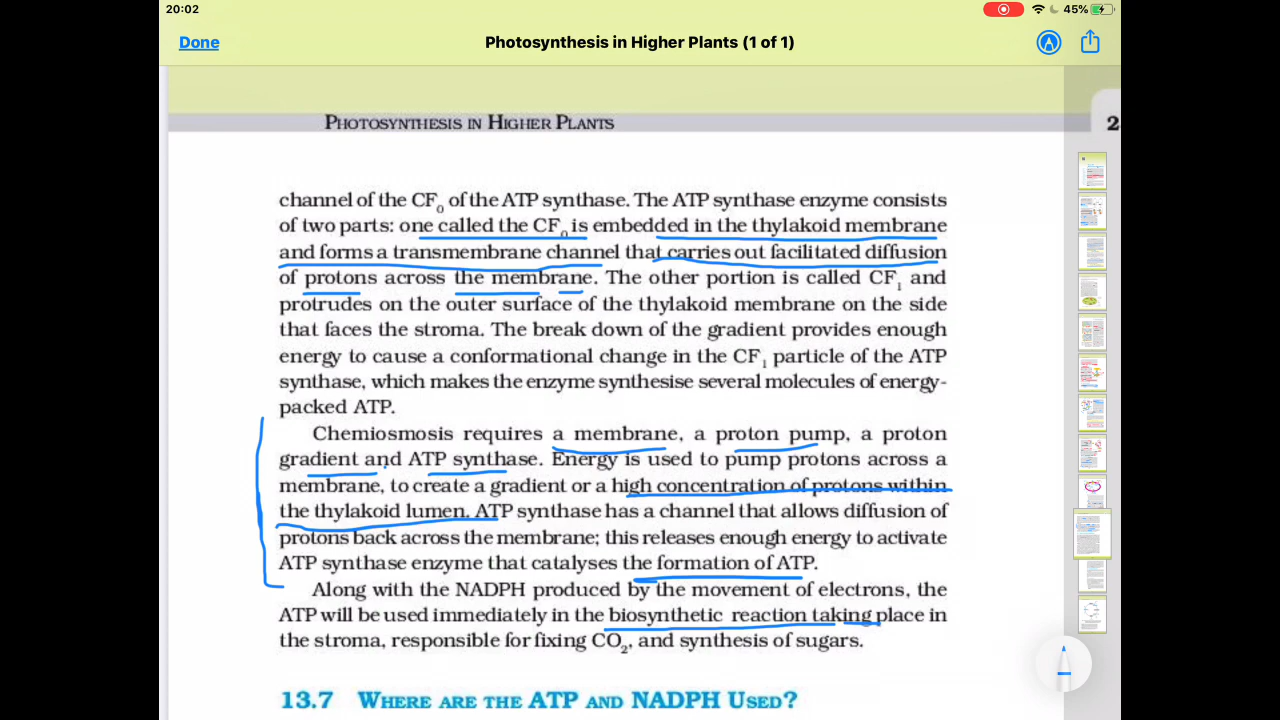 20:02
45%
Done
Photosynthesis in Higher Plants (1 of 1)
PHOTOSYNTHESIS IN HIGHER PLANTS
2
channel of the CF₀ of the ATP synthase. The ATP synthase enzyme consists
of two parts: one called the CF₀ is embedded in the thylakoid membrane
and forms a transmembrane channel that carries out facilitated diffusion
of protons across the membrane. The other portion is called CF₁ and
protrudes on the outer surface of the thylakoid membrane on the side
that faces the stroma. The break down of the gradient provides enough
energy to cause a conformational change in the CF₁ particle of the ATP
synthase, which makes the enzyme synthesise several molecules of energy-
packed ATP.
Chemiosmosis requires a membrane, a proton pump, a proton
gradient and ATP synthase. Energy is used to pump protons across a
membrane, to create a gradient or a high concentration of protons within
the thylakoid lumen. ATP synthase has a channel that allows diffusion of
protons back across the membrane; this releases enough energy to activate
ATP synthase enzyme that catalyses the formation of ATP.
Along with the NADPH produced by the movement of electrons, the
ATP will be used immediately in the biosynthetic reaction taking place in
the stroma, responsible for fixing CO₂, and synthesis of sugars.
13.7 WHERE ARE THE ATP AND NADPH USED?